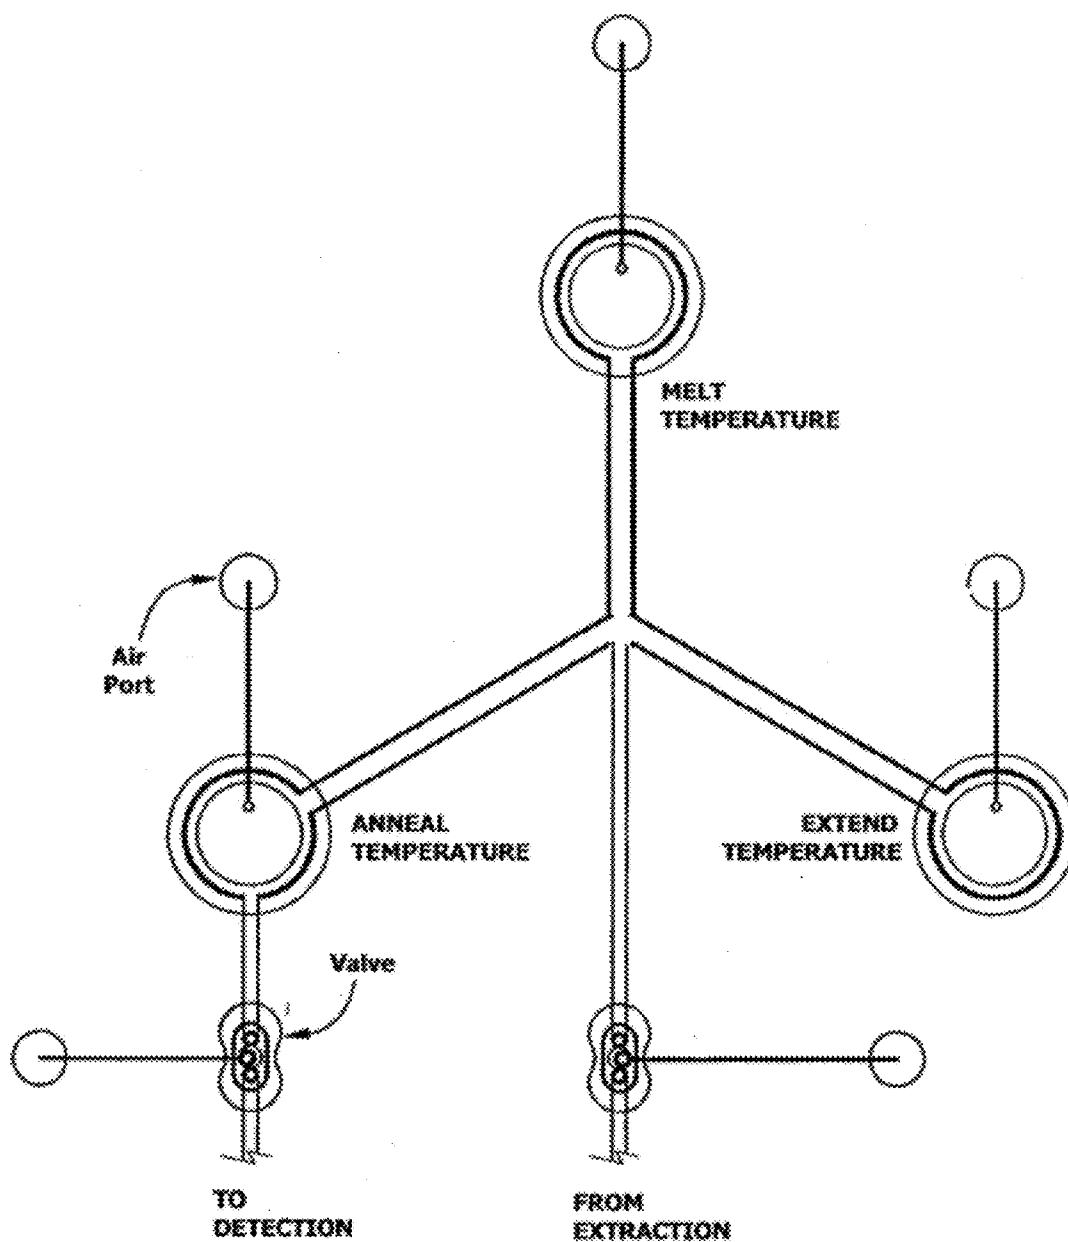 MELT
TEMPERATURE
Air
Port
ANNEAL
TEMPERATURE
EXTEND
TEMPERATURE
Valve
TO
DETECTION
FROM
EXTRACTION